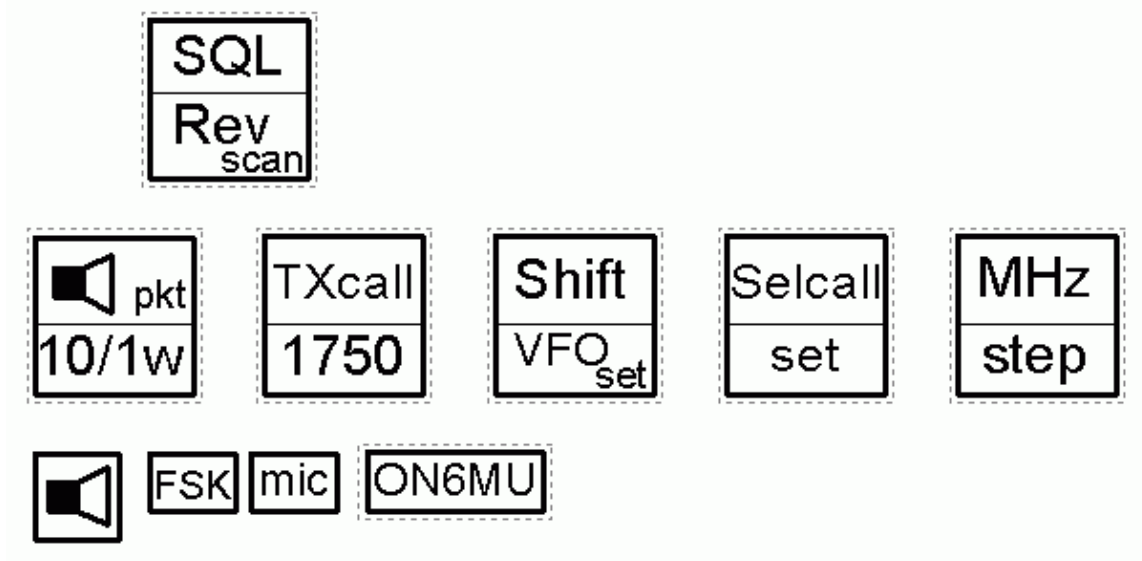 SQL
Rev
scan
pkt
10/1w
TXcall
1750
Shift
VFO
set
Selcall
set
MHz
step
FSK
mic
ON6MU